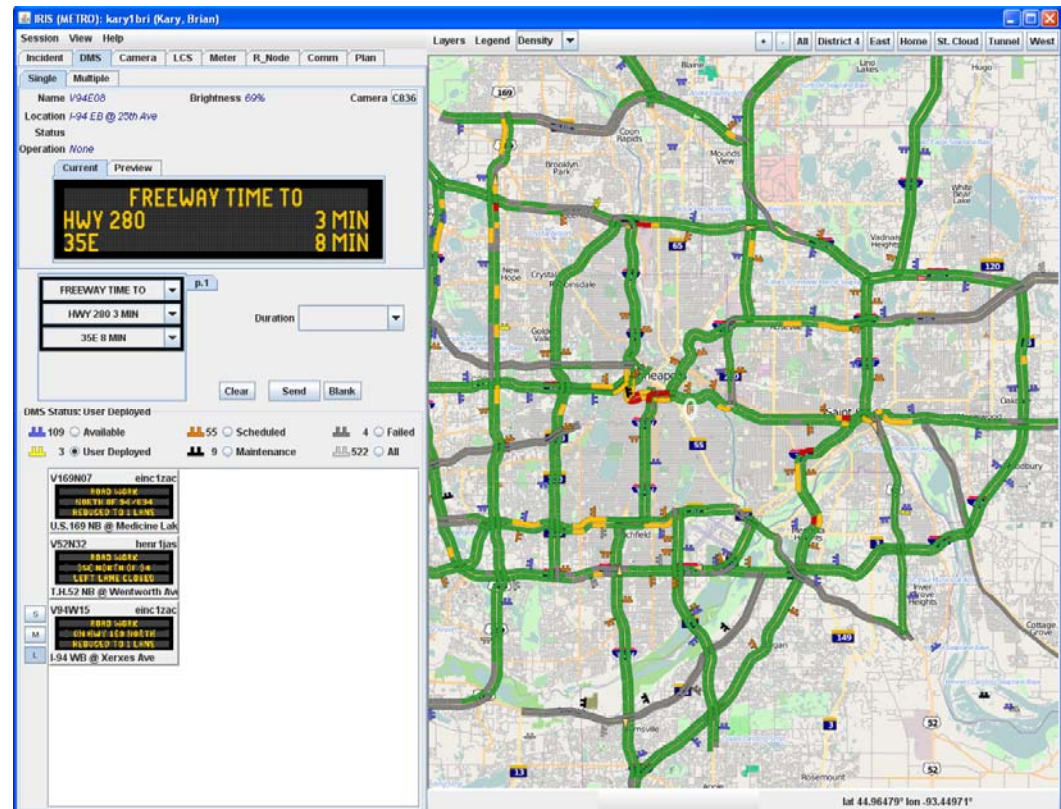 IRIS (METRO): kary1bri (Kary, Brian)
Session View Help
Incident DMS Camera LCS Meter R_Node Comm Plan
Single Multiple
Name V94E08 Brightness 69% Camera C836
Location I-94 EB @ 25th Ave
Status
Operation None
Current Preview
FREEWAY TIME TO
HWY 280 3 MIN
35E 8 MIN
p.1
FREEWAY TIME TO
HWY 280 3 MIN
35E 8 MIN
Duration
Clear Send Blank
DMS Status: User Deployed
109 Available 55 Scheduled 4 Failed
3 User Deployed 9 Maintenance 522 All
V169N07 einc1zac
ROAD WORK
NORTH OF 94/694
REDUCED TO 1 LANE
U.S.169 NB @ Medicine Lak
V52N32 henr1jas
ROAD WORK
35E NORTH OF 94
LEFT LANE CLOSED
T.H.52 NB @ Wentworth Ave
V94W15 einc1zac
ROAD WORK
ON HWY 169 NORTH
REDUCED TO 1 LANE
I-94 WB @ Xerxes Ave
S
M
L
Layers Legend Density
+ - All District 4 East Home St. Cloud Tunnel West
Blaine
Lino
Lakes
Hugo
169
Coon
Rapids
Mounds
View
Brooklyn
Park
White
Bear
Lake
Vadnais
Heights
65
120
New
Hope
Crystal
Robbinsdale
Golden
Valley
55
Inver
Grove
Heights
149
Cottage
Grove
52
3
52
13
Rosemount
lat 44.96479° lon -93.44971°